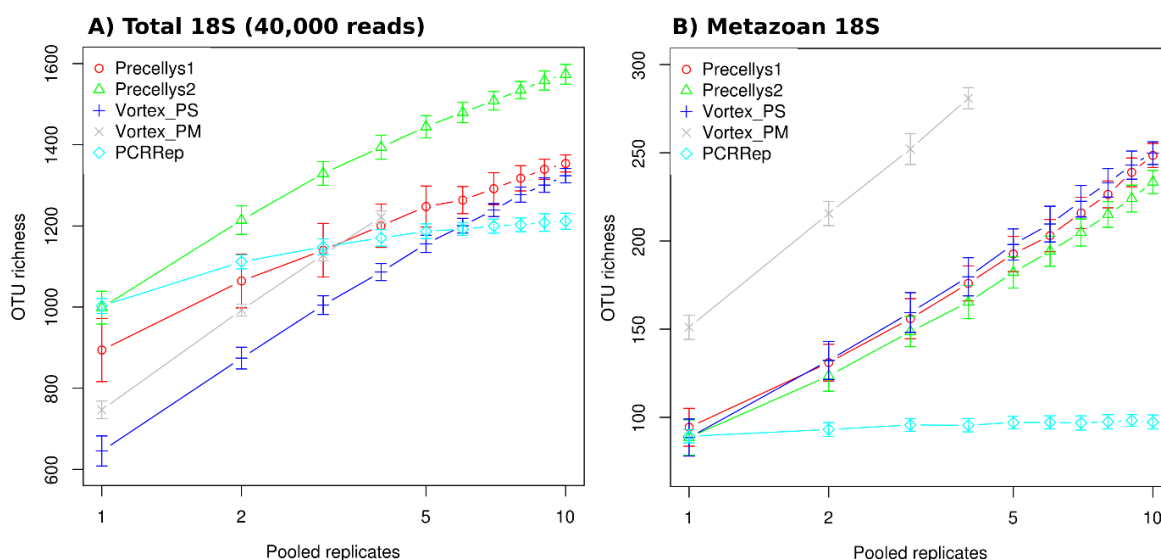 A) Total 18S (40,000 reads)
OTU richness
1600
1400
1200
1000
800
600
Precellys1
Precellys2
Vortex_PS
Vortex_PM
PCRRep
1 2 5 10
Pooled replicates
B) Metazoan 18S
OTU richness
300
250
200
150
100
Precellys1
Precellys2
Vortex_PS
Vortex_PM
PCRRep
1 2 5 10
Pooled replicates